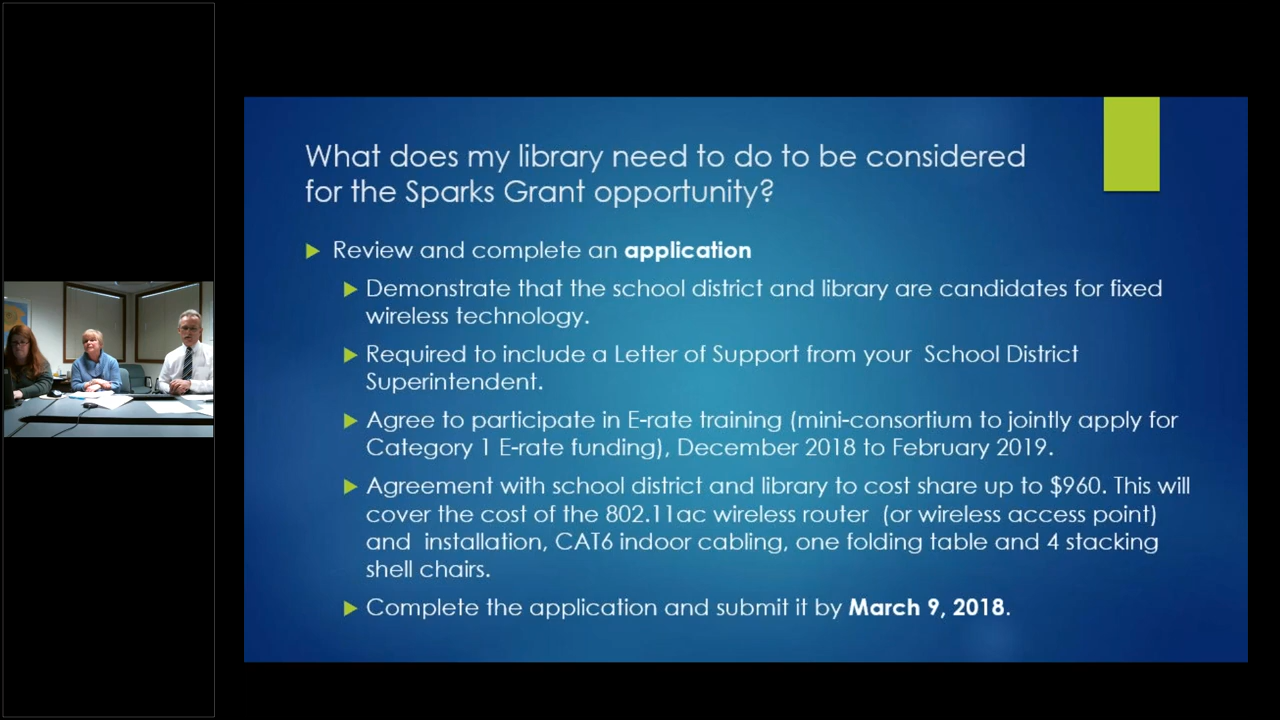 What does my library need to do to be considered
for the Sparks Grant opportunity?
Review and complete an application
Demonstrate that the school district and library are candidates for fixed
wireless technology.
Required to include a Letter of Support from your School District
Superintendent.
Agree to participate in E-rate training (mini-consortium to jointly apply for
Category 1 E-rate funding), December 2018 to February 2019.
Agreement with school district and library to cost share up to $960. This will
cover the cost of the 802.11ac wireless router (or wireless access point)
and installation, CAT6 indoor cabling, one folding table and 4 stacking
shell chairs.
Complete the application and submit it by March 9, 2018.